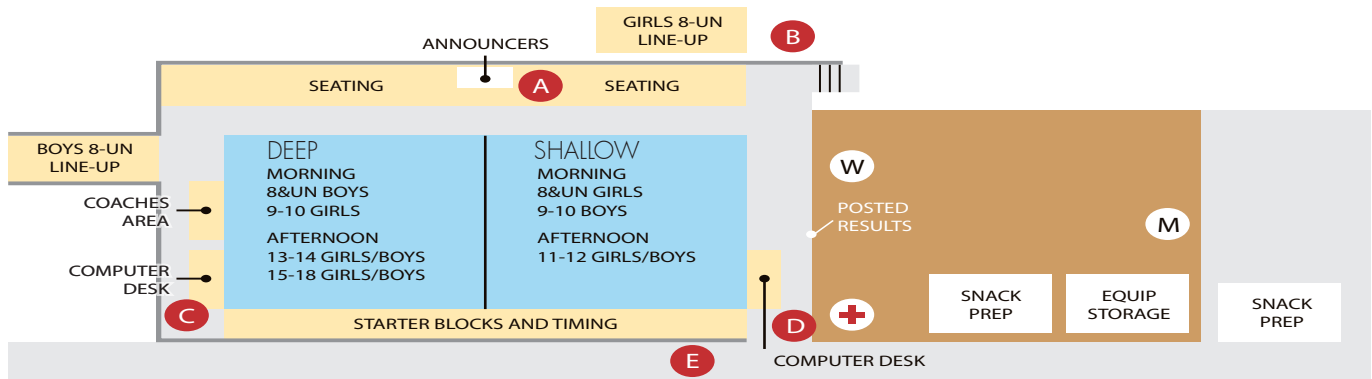 GIRLS 8-UN
LINE-UP
B
ANNOUNCERS
SEATING
A
SEATING
BOYS 8-UN
LINE-UP
COACHES
AREA
COMPUTER
DESK
C
DEEP
MORNING
8&UN BOYS
9-10 GIRLS
AFTERNOON
13-14 GIRLS/BOYS
15-18 GIRLS/BOYS
SHALLOW
MORNING
8&UN GIRLS
9-10 BOYS
AFTERNOON
11-12 GIRLS/BOYS
STARTER BLOCKS AND TIMING
W
POSTED
RESULTS
M
D
E
COMPUTER DESK
SNACK
PREP
EQUIP
STORAGE
SNACK
PREP